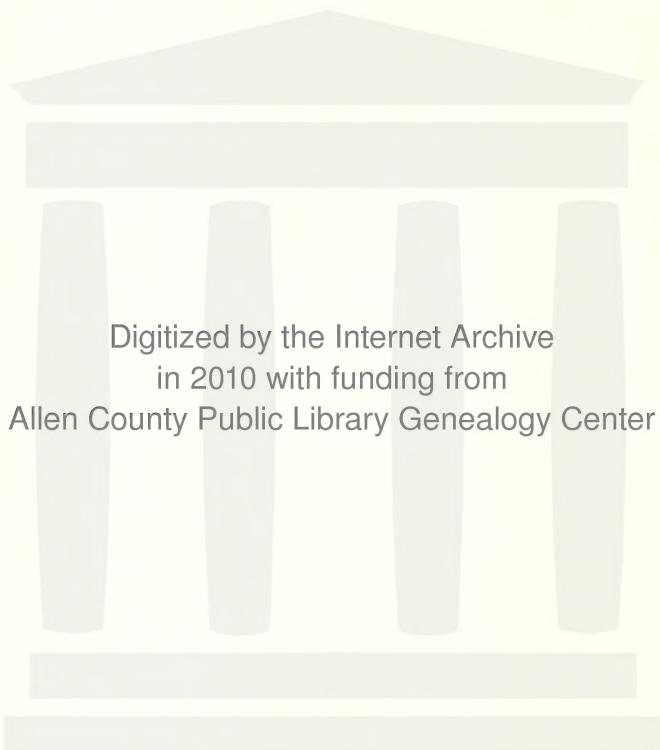 Digitized by the Internet Archive
in 2010 with funding from
Allen County Public Library Genealogy Center